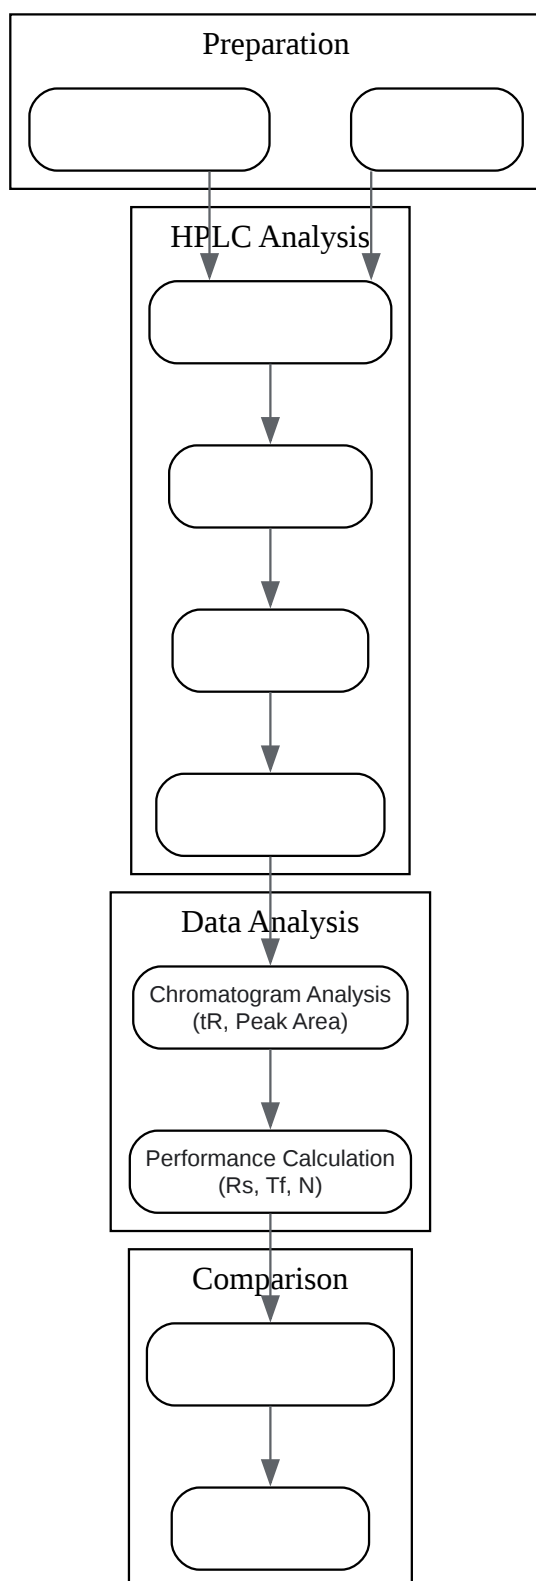 Preparation
HPLC Analysis
Data Analysis
Chromatogram Analysis
(tR, Peak Area)
Performance Calculation
(Rs, Tf, N)
Comparison